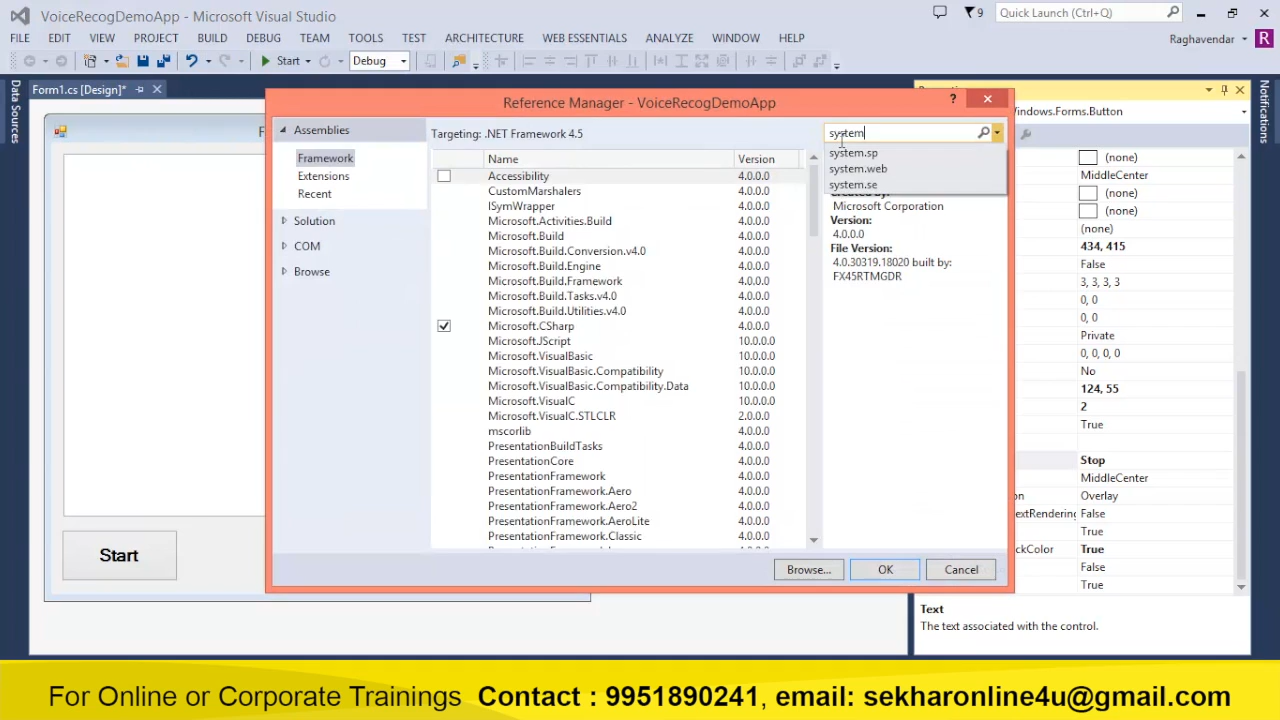 VoiceRecogDemoApp - Microsoft Visual Studio
9
Quick Launch (Ctrl+Q)
FILE EDIT VIEW PROJECT BUILD DEBUG TEAM TOOLS TEST ARCHITECTURE WEB ESSENTIALS ANALYZE WINDOW HELP
Raghavendar R
Start Debug
Data Sources
Form1.cs [Design]*
Notifications
Reference Manager - VoiceRecogDemoApp
?
indows.Forms.Button
Assemblies
Framework
Extensions
Recent
Solution
COM
Browse
Targeting: .NET Framework 4.5
Name Version
Accessibility 4.0.0.0
CustomMarshalers 4.0.0.0
ISymWrapper 4.0.0.0
Microsoft.Activities.Build 4.0.0.0
Microsoft.Build 4.0.0.0
Microsoft.Build.Conversion.v4.0 4.0.0.0
Microsoft.Build.Engine 4.0.0.0
Microsoft.Build.Framework 4.0.0.0
Microsoft.Build.Tasks.v4.0 4.0.0.0
Microsoft.Build.Utilities.v4.0 4.0.0.0
Microsoft.CSharp 4.0.0.0
Microsoft.JScript 10.0.0.0
Microsoft.VisualBasic 10.0.0.0
Microsoft.VisualBasic.Compatibility 10.0.0.0
Microsoft.VisualBasic.Compatibility.Data 10.0.0.0
Microsoft.VisualC 10.0.0.0
Microsoft.VisualC.STLCLR 2.0.0.0
mscorlib 4.0.0.0
PresentationBuildTasks 4.0.0.0
PresentationCore 4.0.0.0
PresentationFramework 4.0.0.0
PresentationFramework.Aero 4.0.0.0
PresentationFramework.Aero2 4.0.0.0
PresentationFramework.AeroLite 4.0.0.0
PresentationFramework.Classic 4.0.0.0
system
system.sp
system.web
system.se
Microsoft Corporation
Version:
4.0.0.0
File Version:
4.0.30319.18020 built by:
FX45RTMGDR
Browse... OK Cancel
(none)
MiddleCenter
(none)
(none)
(none)
434, 415
False
3, 3, 3, 3
0, 0
0, 0
Private
0, 0, 0, 0
No
124, 55
2
True
Stop
MiddleCenter
on Overlay
extRendering False
True
ckColor True
False
True
Text
The text associated with the control.
Start
For Online or Corporate Trainings Contact : 9951890241, email: sekharonline4u@gmail.com